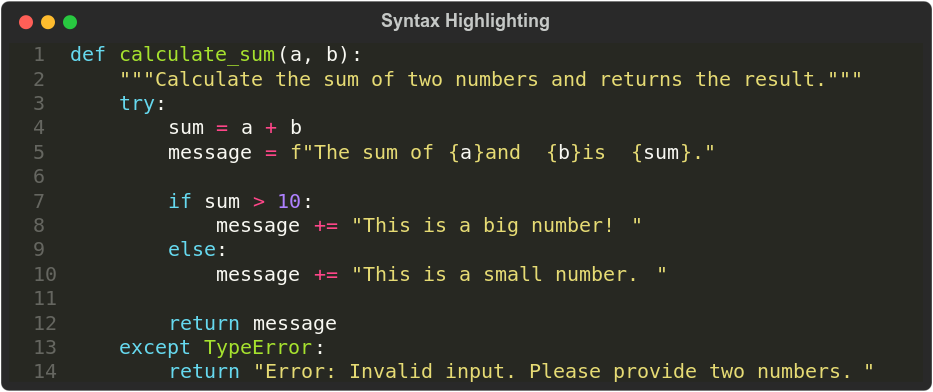 Syntax Highlighting
1 def calculate_sum(a, b):
2     """Calculate the sum of two numbers and returns the result."""
3     try:
4         sum = a + b
5         message = f"The sum of {a}and  {b}is  {sum}."
6
7         if sum > 10:
8             message += "This is a big number! "
9         else:
10             message += "This is a small number.  "
11
12         return message
13     except TypeError:
14         return "Error: Invalid input. Please provide two numbers. "